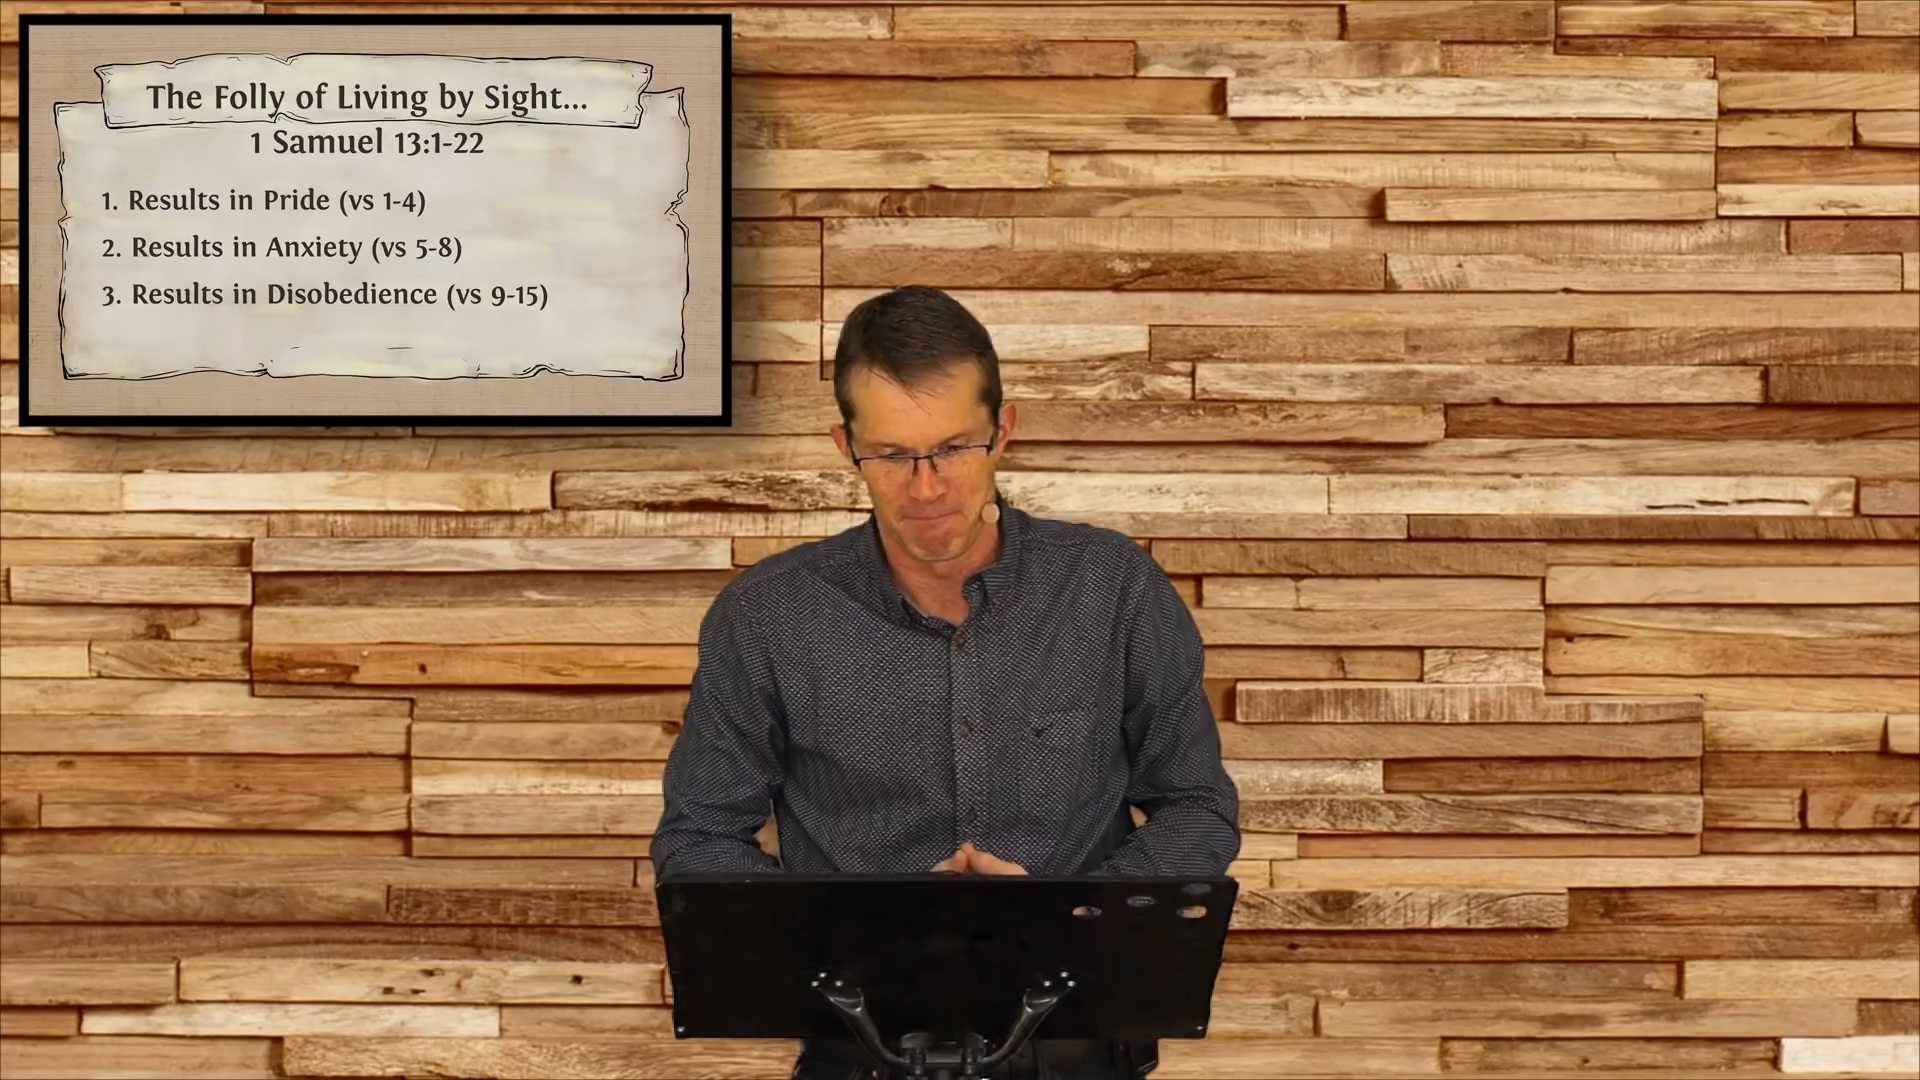 The Folly of Living by Sight...
1 Samuel 13:1-22
1. Results in Pride (vs 1-4)
2. Results in Anxiety (vs 5-8)
3. Results in Disobedience (vs 9-15)